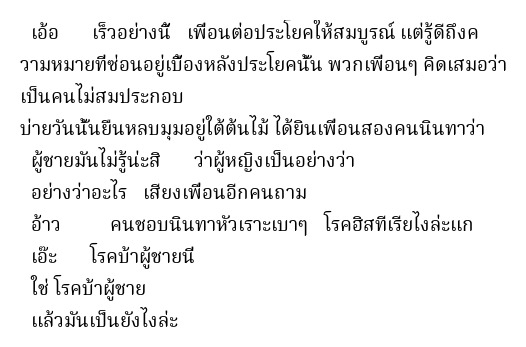 เอ้อ เร็วอย่างนี้ เพื่อนต่อประโยคให้สมบูรณ์ แต่รู้ดีถึงค
วามหมายที่ซ่อนอยู่เบื้องหลังประโยคนั้น พวกเพื่อนๆ คิดเสมอว่า
เป็นคนไม่สมประกอบ
บ่ายวันนั้นยืนหลบมุมอยู่ใต้ต้นไม้ ได้ยินเพื่อนสองคนนินทาว่า
ผู้ชายมันไม่รู้น่ะสิ ว่าผู้หญิงเป็นอย่างว่า
อย่างว่าอะไร เสียงเพื่อนอีกคนถาม
อ้าว คนชอบนินทาหัวเราะเบาๆ โรคฮิสทีเรียไงล่ะแก
เอ๊ะ โรคบ้าผู้ชายนี่
ใช่ โรคบ้าผู้ชาย
แล้วมันเป็นยังไงล่ะ